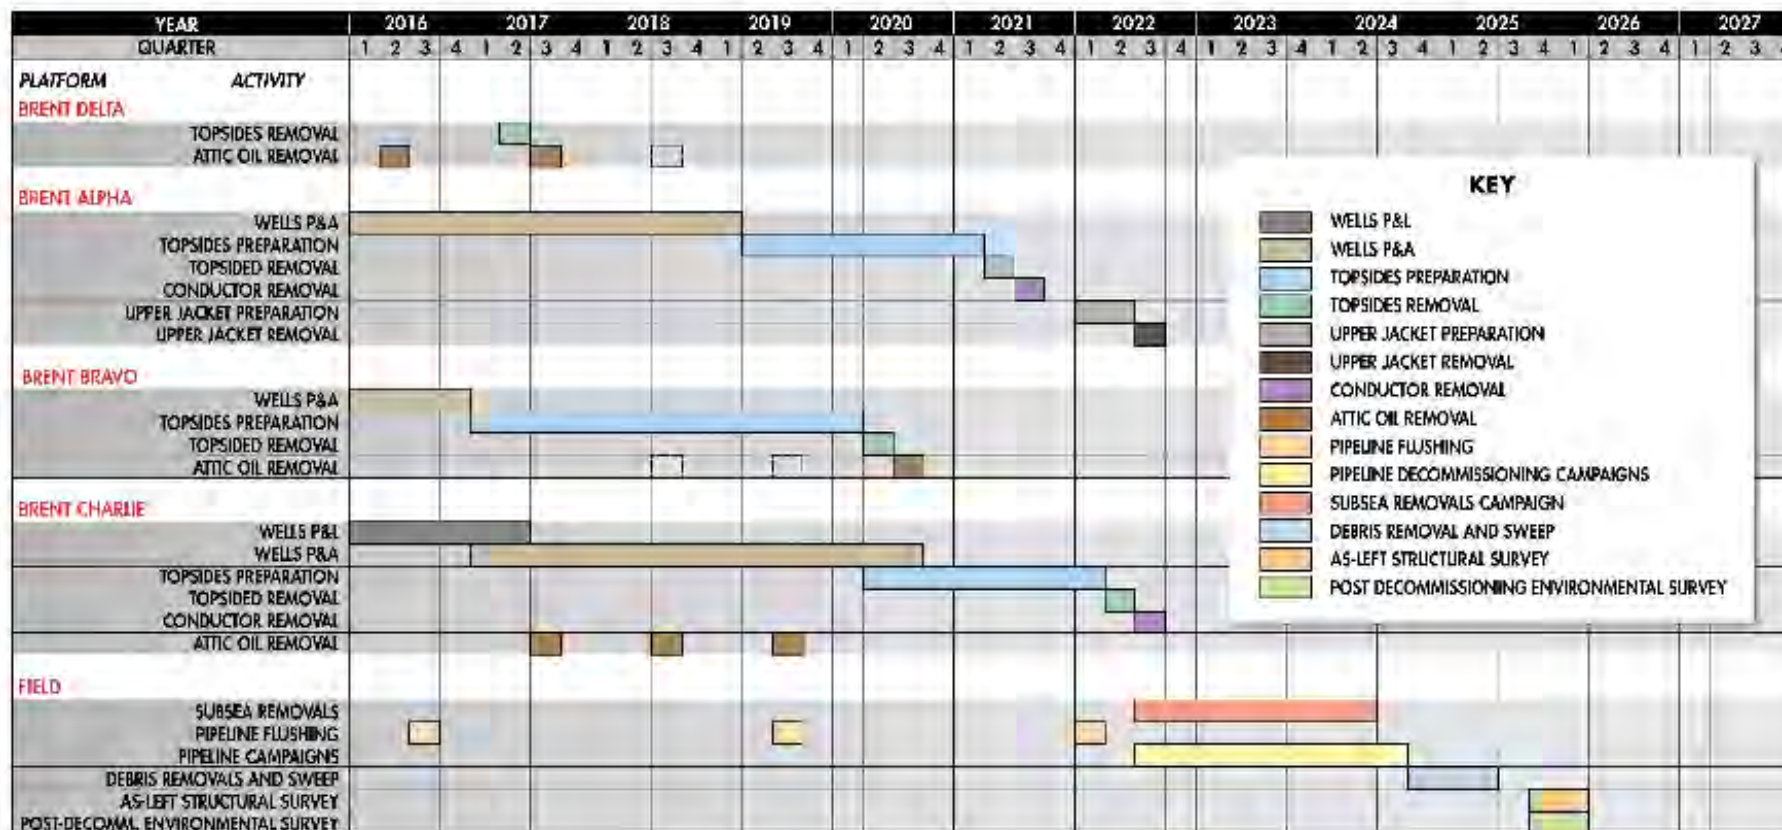 YEAR 2016 2017 2018 2019 2020 2021 2022 2023 2024 2025 2026 2027
QUARTER 1 2 3 4 1 2 3 4 1 2 3 4 1 2 3 4 1 2 3 4 1 2 3 4 1 2 3 4 1 2 3 4 1 2 3 4 1 2 3 4 1 2 3 4 1 2 3 4
PLATFORM ACTIVITY
BRENT DELTA
TOPSIDES REMOVAL
ATTIC OIL REMOVAL
BRENT ALPHA
WELLS P&A
TOPSIDES PREPARATION
TOPSIDED REMOVAL
CONDUCTOR REMOVAL
UPPER JACKET PREPARATION
UPPER JACKET REMOVAL
BRENT BRAVO
WELLS P&A
TOPSIDES PREPARATION
TOPSIDED REMOVAL
ATTIC OIL REMOVAL
BRENT CHARLIE
WELLS P&L
WELLS P&A
TOPSIDES PREPARATION
TOPSIDED REMOVAL
CONDUCTOR REMOVAL
ATTIC OIL REMOVAL
FIELD
SUBSEA REMOVALS
PIPELINE FLUSHING
PIPELINE CAMPAIGNS
DEBRIS REMOVALS AND SWEEP
AS-LEFT STRUCTURAL SURVEY
POST-DECOMM. ENVIRONMENTAL SURVEY
KEY
WELLS P&L
WELLS P&A
TOPSIDES PREPARATION
TOPSIDES REMOVAL
UPPER JACKET PREPARATION
UPPER JACKET REMOVAL
CONDUCTOR REMOVAL
ATTIC OIL REMOVAL
PIPELINE FLUSHING
PIPELINE DECOMMISSIONING CAMPAIGNS
SUBSEA REMOVALS CAMPAIGN
DEBRIS REMOVAL AND SWEEP
AS-LEFT STRUCTURAL SURVEY
POST DECOMMISSIONING ENVIRONMENTAL SURVEY